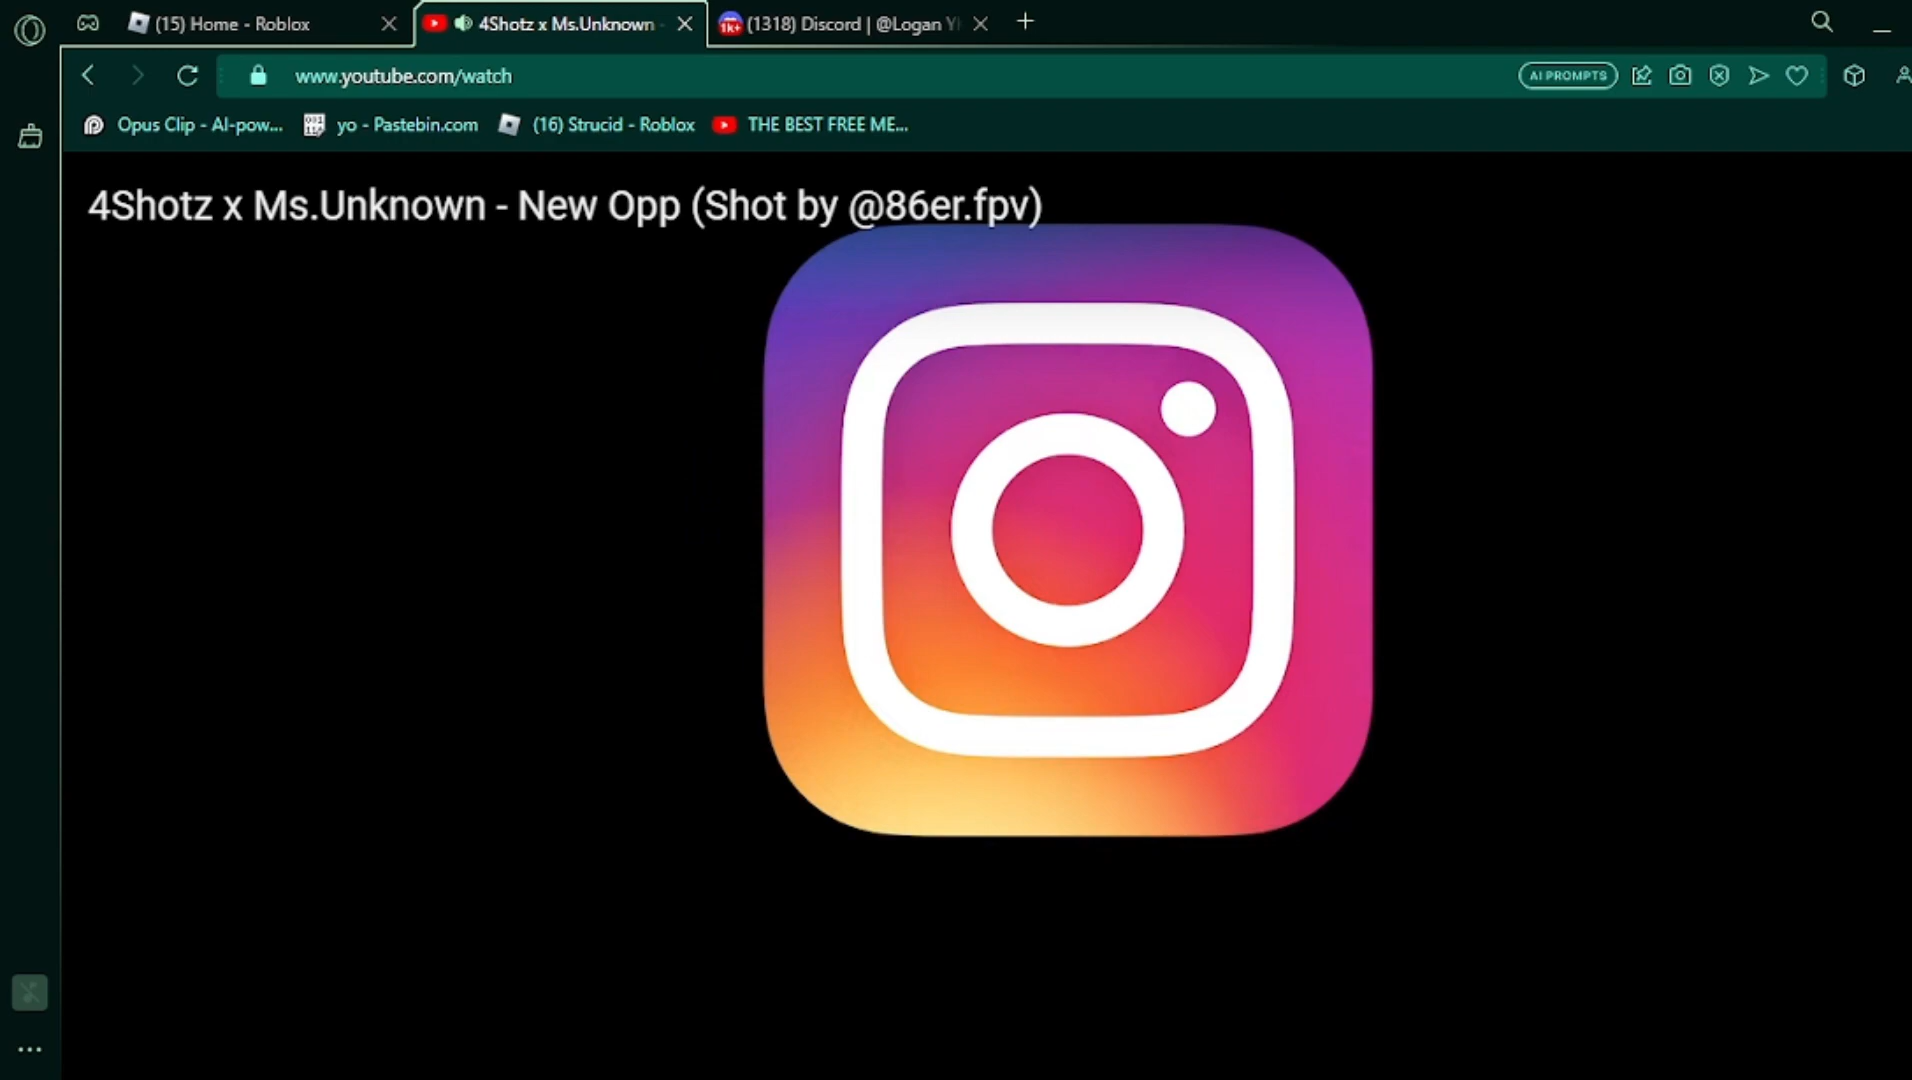 (15) Home - Roblox
4Shotz x Ms.Unknown -
1k+ (1318) Discord | @Logan Y
www.youtube.com/watch
AI PROMPTS
Opus Clip - AI-pow... yo - Pastebin.com (16) Strucid - Roblox THE BEST FREE ME...
4Shotz x Ms.Unknown - New Opp (Shot by @86er.fpv)